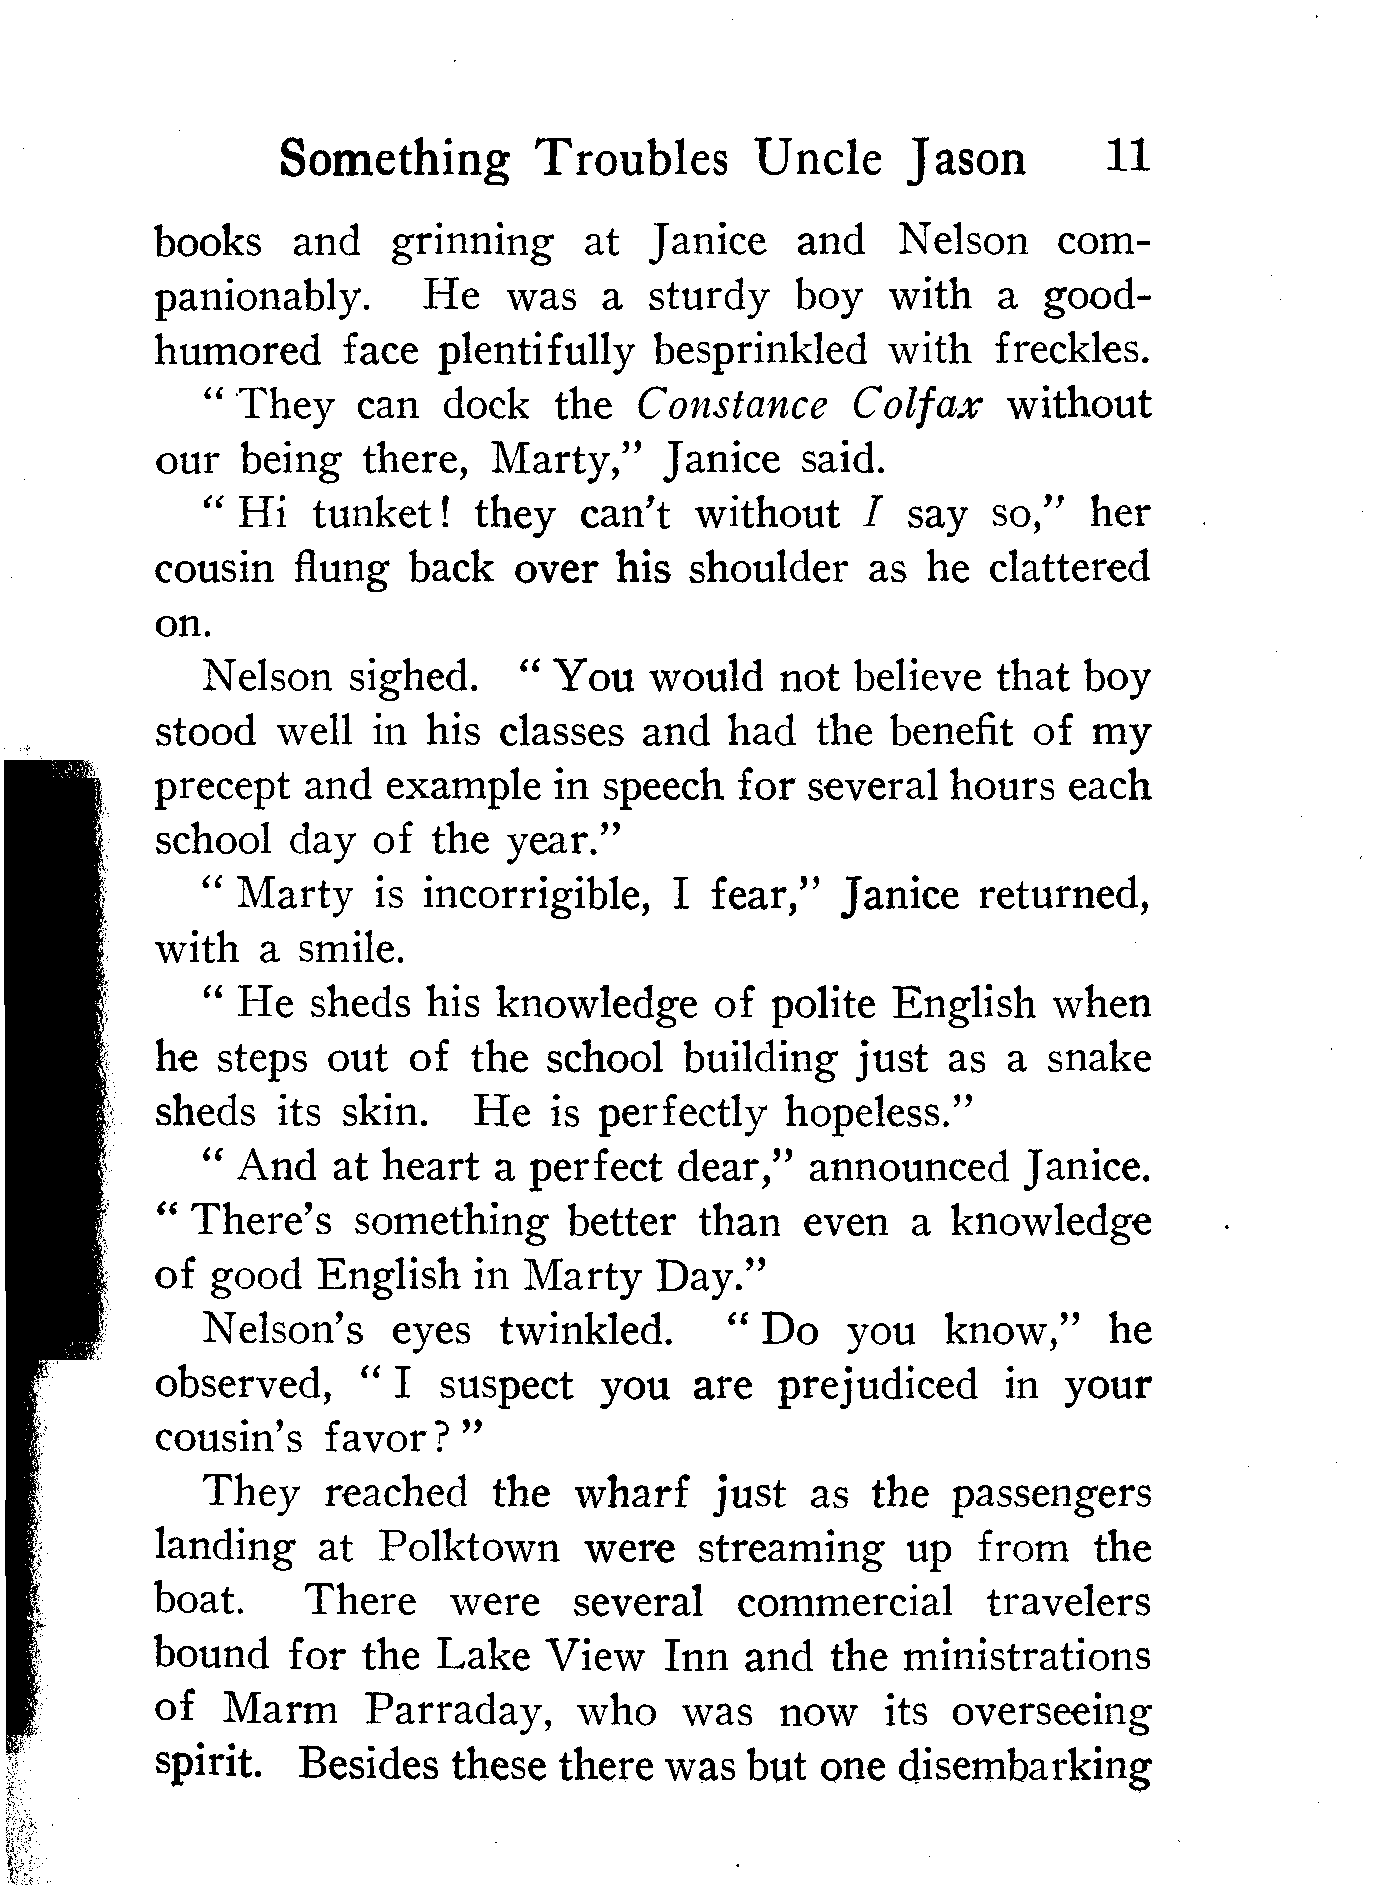 Something Troubles Uncle Jason 11
books and grinning at Janice and Nelson com-
panionably. He was a sturdy boy with a good-
humored face plentifully besprinkled with freckles.
“ They can dock the Constance Colfax without
our being there, Marty,” Janice said.
“ Hi tunket! they can't without I say so,” her
cousin flung back over his shoulder as he clattered
on.
Nelson sighed. “ You would not believe that boy
stood well in his classes and had the benefit of my
precept and example in speech for several hours each
school day of the year.”
“ Marty is incorrigible, I fear,” Janice returned,
with a smile.
“ He sheds his knowledge of polite English when
he steps out of the school building just as a snake
sheds its skin. He is perfectly hopeless.”
“ And at heart a perfect dear,” announced Janice.
“ There's something better than even a knowledge
of good English in Marty Day.”
Nelson's eyes twinkled. “ Do you know,” he
observed, “ I suspect you are prejudiced in your
cousin's favor? ”
They reached the wharf just as the passengers
landing at Polktown were streaming up from the
boat. There were several commercial travelers
bound for the Lake View Inn and the ministrations
of Marm Parraday, who was now its overseeing
spirit. Besides these there was but one disembarking